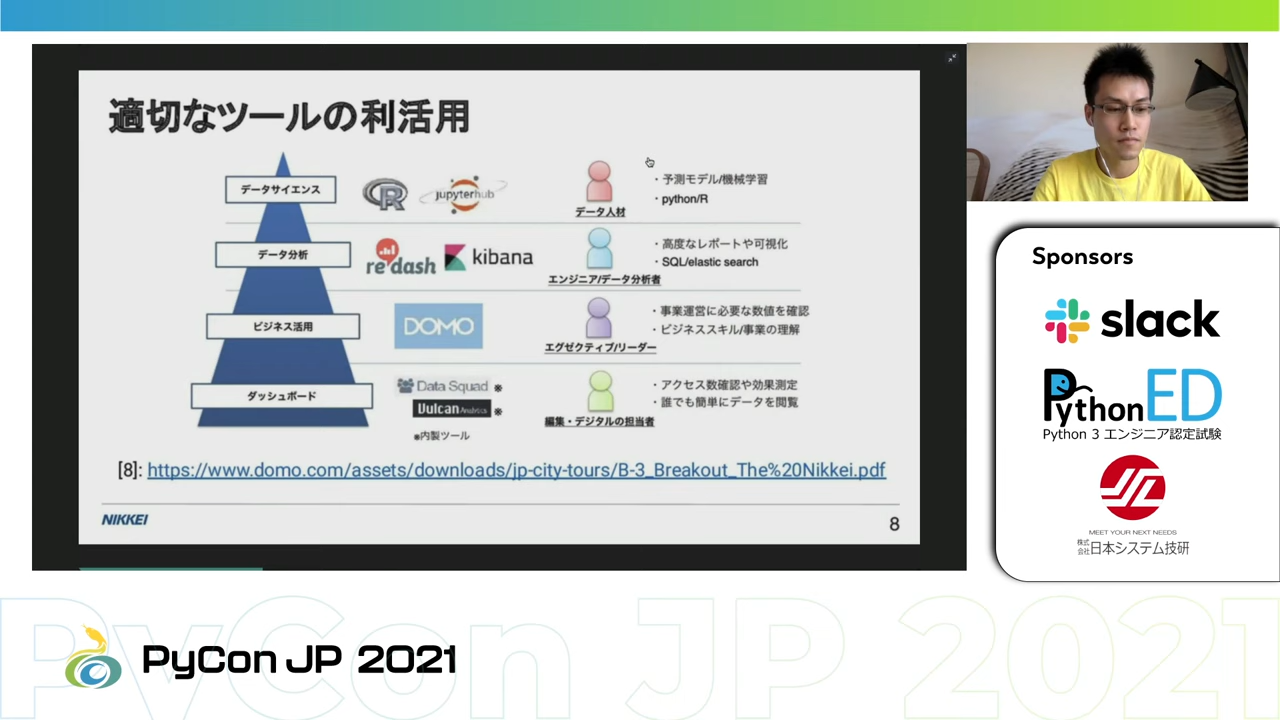 適切なツールの利活用
データサイエンス
R
jupyterhub
データ人材
・予測モデル/機械学習
・python/R
データ分析
re:dash
kibana
エンジニア/データ分析者
・高度なレポートや可視化
・SQL/elastic search
ビジネス活用
DOMO
エグゼクティブ/リーダー
・事業運営に必要な数値を確認
・ビジネススキル/事業の理解
ダッシュボード
Data Squad ※
Vulcan Analytics ※
※内製ツール
編集・デジタルの担当者
・アクセス数確認や効果測定
・誰でも簡単にデータを閲覧
[8]: https://www.domo.com/assets/downloads/jp-city-tours/B-3_Breakout_The%20Nikkei.pdf
NIKKEI
8
Sponsors
slack
PythonED
Python 3 エンジニア認定試験
MEET YOUR NEXT NEEDS
株式会社日本システム技研
PyCon JP 2021
PyCon JP 2021